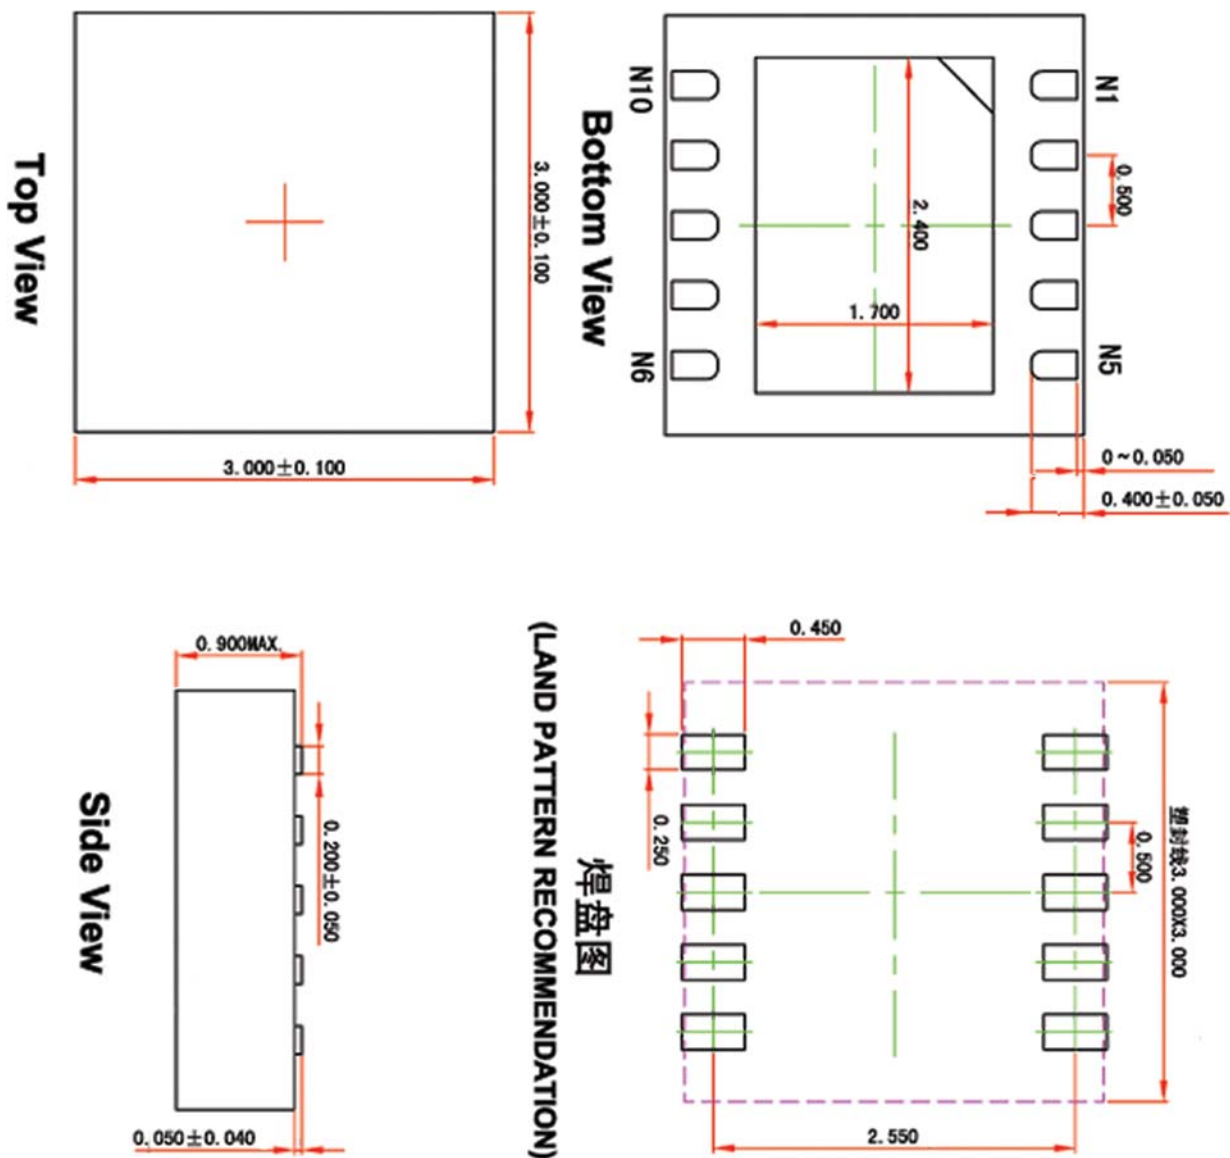 Top View
3.000±0.100
3.000±0.100
Bottom View
N10
N6
N1
N5
0.500
2.400
1.700
0~0.050
0.400±0.050
Side View
0.900MAX.
0.200±0.050
0.050±0.040
(LAND PATTERN RECOMMENDATION)
焊盘图
0.450
0.250
0.500
塑封线3.000X3.000
2.550